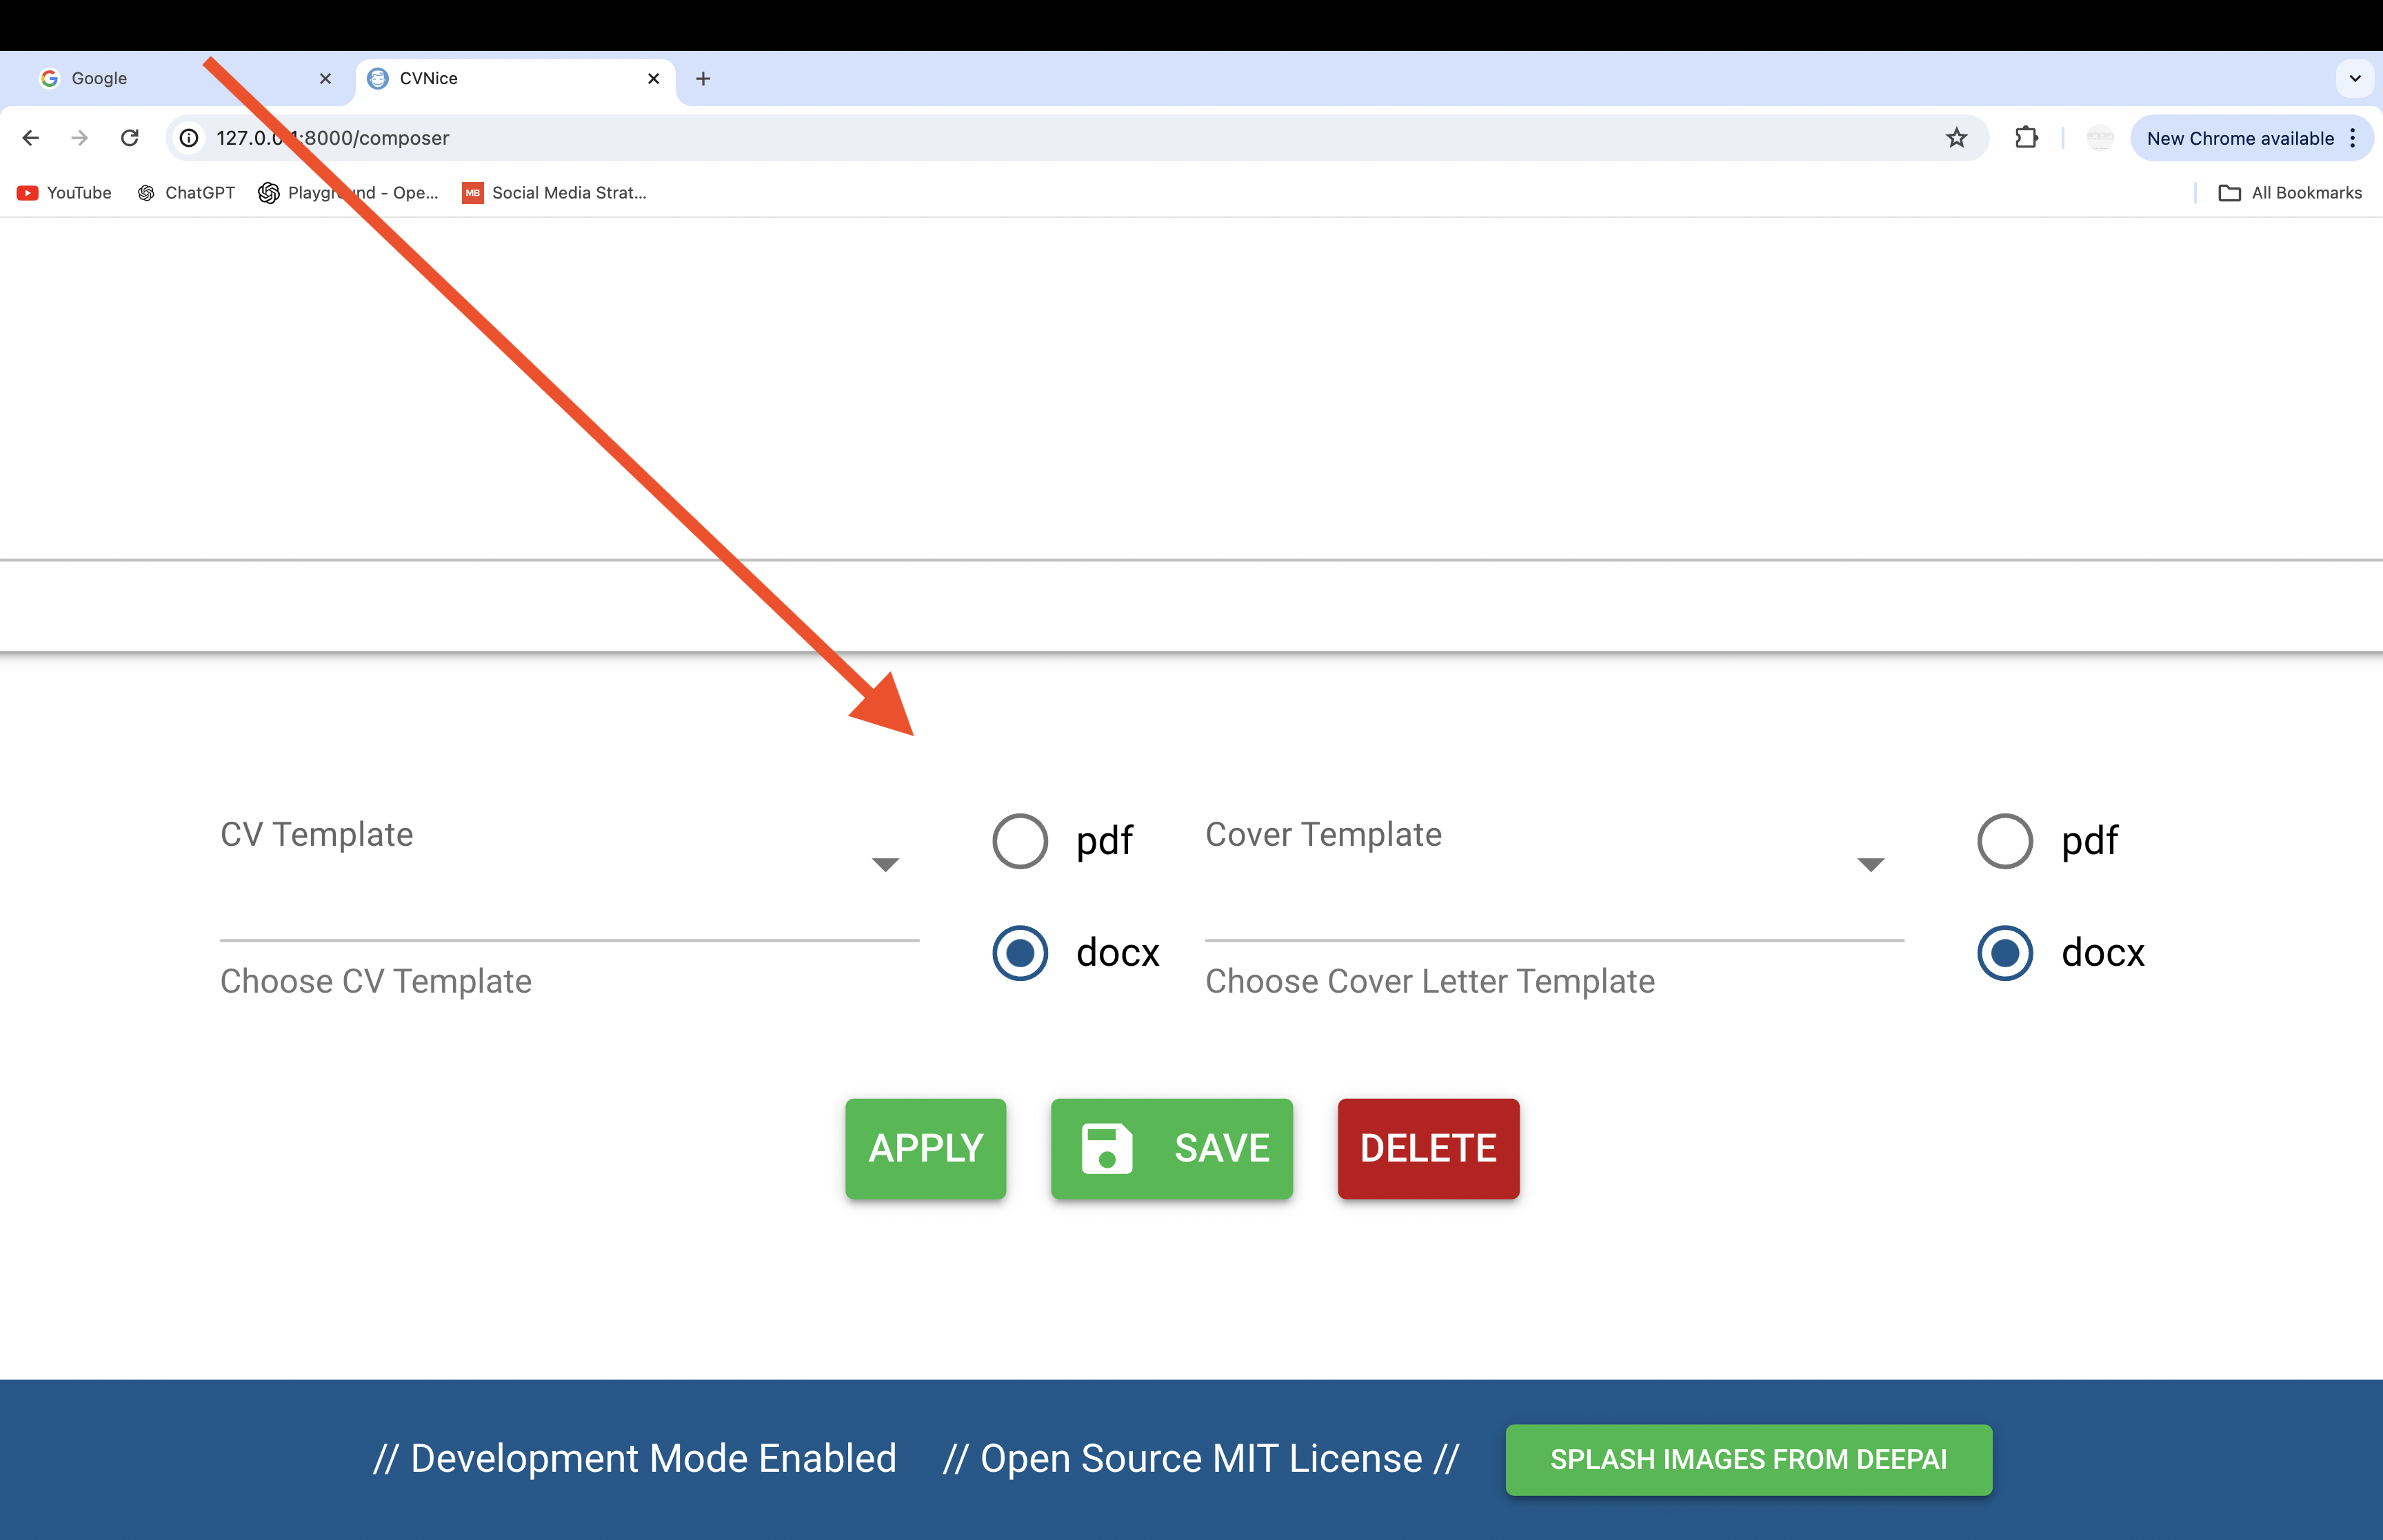 Google
CVNice
127.0.0.1:8000/composer
New Chrome available
YouTube
ChatGPT
Playground - Ope...
MB
Social Media Strat...
All Bookmarks
CV Template
pdf
Cover Template
pdf
docx
docx
Choose CV Template
Choose Cover Letter Template
APPLY
SAVE
DELETE
// Development Mode Enabled
// Open Source MIT License //
SPLASH IMAGES FROM DEEPAI